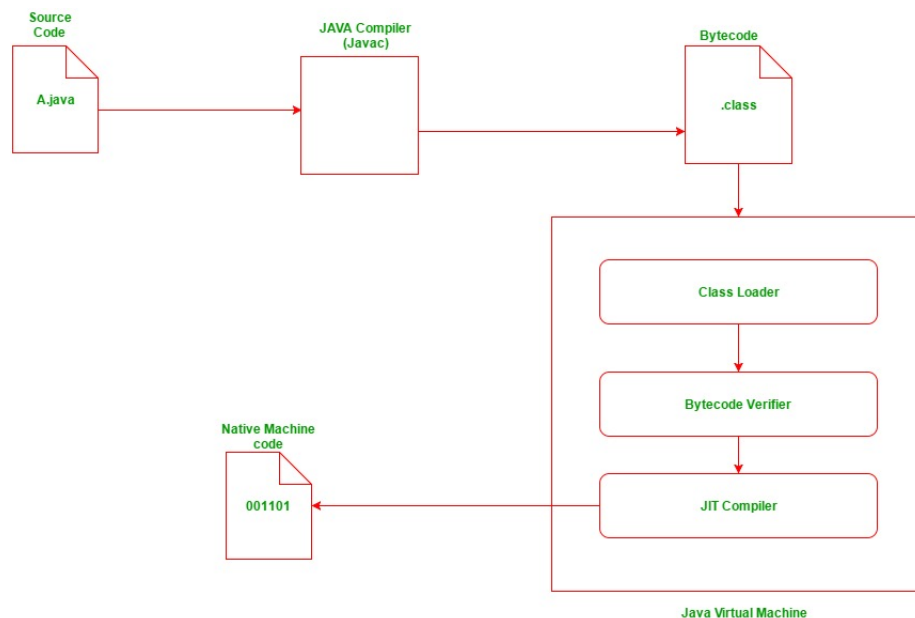 Source
Code
A.java
JAVA Compiler
(Javac)
Bytecode
.class
Class Loader
Bytecode Verifier
JIT Compiler
Native Machine
code
001101
Java Virtual Machine